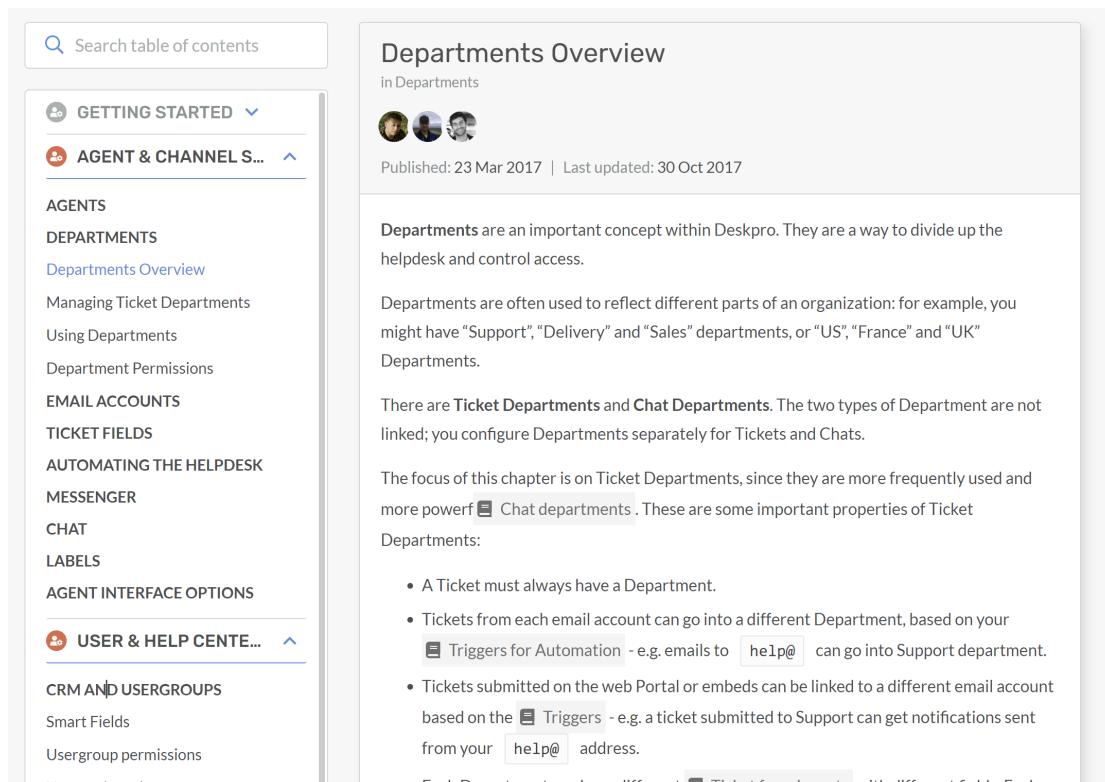 Search table of contents
GETTING STARTED
AGENT & CHANNEL S...
AGENTS
DEPARTMENTS
Departments Overview
Managing Ticket Departments
Using Departments
Department Permissions
EMAIL ACCOUNTS
TICKET FIELDS
AUTOMATING THE HELPDESK
MESSENGER
CHAT
LABELS
AGENT INTERFACE OPTIONS
USER & HELP CENTE...
CRM AND USERGROUPS
Smart Fields
Usergroup permissions
Departments Overview
in Departments
Published: 23 Mar 2017 | Last updated: 30 Oct 2017
Departments are an important concept within Deskpro. They are a way to divide up the
helpdesk and control access.
Departments are often used to reflect different parts of an organization: for example, you
might have “Support”, “Delivery” and “Sales” departments, or “US”, “France” and “UK”
Departments.
There are Ticket Departments and Chat Departments. The two types of Department are not
linked; you configure Departments separately for Tickets and Chats.
The focus of this chapter is on Ticket Departments, since they are more frequently used and
more powerf Chat departments . These are some important properties of Ticket
Departments:
• A Ticket must always have a Department.
• Tickets from each email account can go into a different Department, based on your
Triggers for Automation - e.g. emails to help@ can go into Support department.
• Tickets submitted on the web Portal or embeds can be linked to a different email account
based on the Triggers - e.g. a ticket submitted to Support can get notifications sent
from your help@ address.